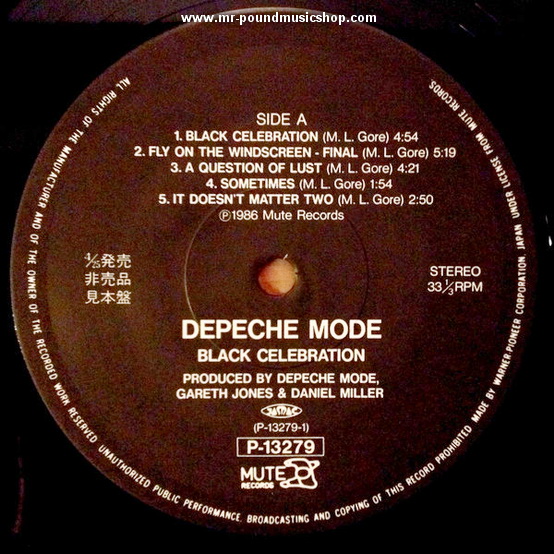 www.mr-poundmusicshop.com
SIDE A
1. BLACK CELEBRATION (M. L. Gore) 4:54
2. FLY ON THE WINDSCREEN - FINAL (M. L. Gore) 5:19
3. A QUESTION OF LUST (M. L. Gore) 4:21
4. SOMETIMES (M. L. Gore) 1:54
5. IT DOESN'T MATTER TWO (M. L. Gore) 2:50
Ⓟ1986 Mute Records
発売
非売品
見本盤
STEREO
33 1/3 RPM
DEPECHE MODE
BLACK CELEBRATION
PRODUCED BY DEPECHE MODE,
GARETH JONES & DANIEL MILLER
(P-13279-1)
P-13279
MUTE
RECORDS
ALL RIGHTS OF THE MANUFACTURER AND OF THE OWNER OF THE RECORDED WORK RESERVED. UNAUTHORIZED PUBLIC PERFORMANCE. BROADCASTING AND COPYING OF THIS RECORD PROHIBITED. MADE BY WARNER-PIONEER CORPORATION, JAPAN UNDER LICENSE FROM MUTE RECORDS.